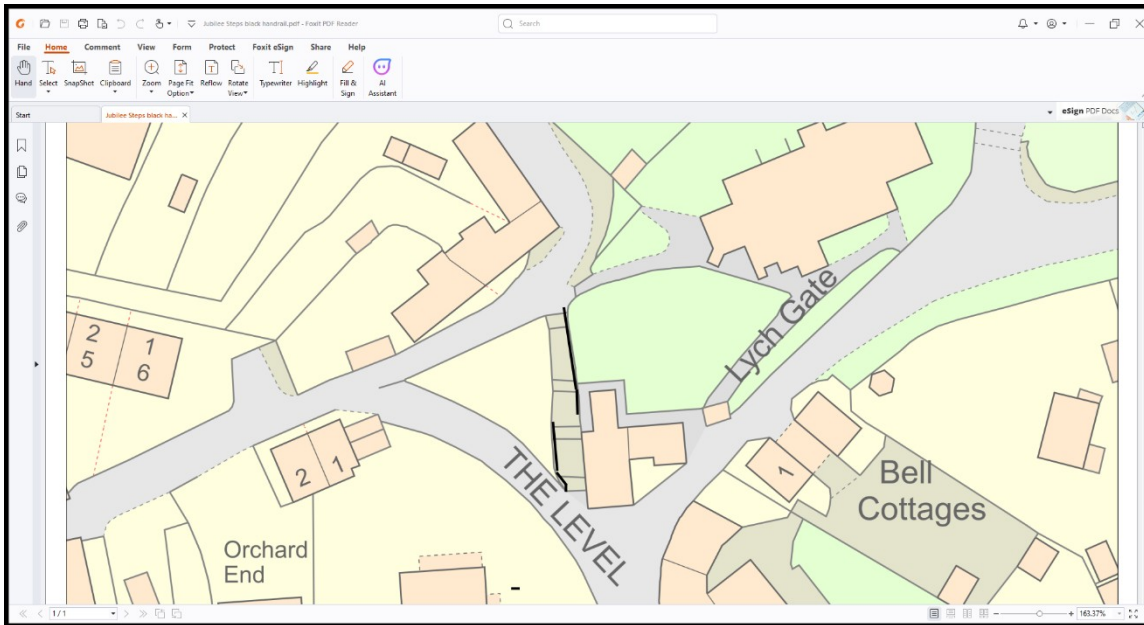 Jubilee Steps black handrail.pdf - Foxit PDF Reader
Search
File Home Comment View Form Protect Foxit eSign Share Help
Hand Select SnapShot Clipboard Zoom Page Fit Option Reflow Rotate View Typewriter Highlight Fill & Sign AI Assistant
Start
Jubilee Steps black ha...
eSign PDF Docs
2 1
5 6
Lych Gate
2 1
THE LEVEL
1
Bell
Cottages
Orchard
End
1 / 1
163.37%